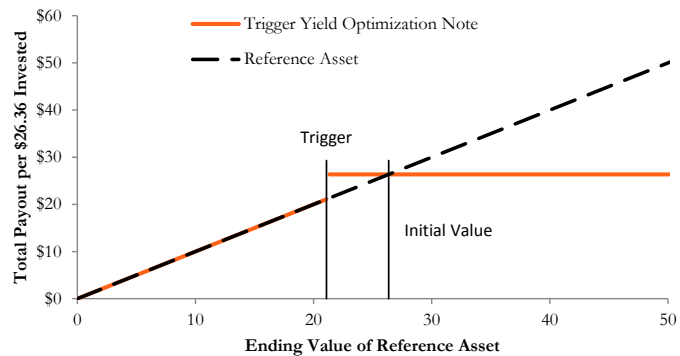 Trigger Yield Optimization Note
Reference Asset
Total Payout per $26.36 Invested
$60
$50
$40
$30
$20
$10
$0
Trigger
Initial Value
0
10
20
30
40
50
Ending Value of Reference Asset